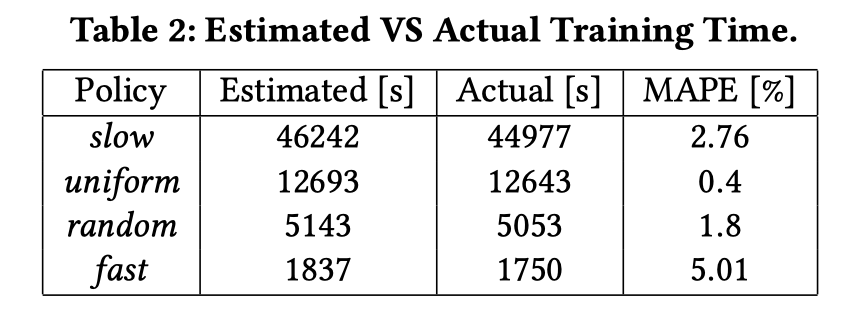 Table 2: Estimated VS Actual Training Time.
Policy Estimated [s] Actual [s] MAPE [%]
slow 46242 44977 2.76
uniform 12693 12643 0.4
random 5143 5053 1.8
fast 1837 1750 5.01